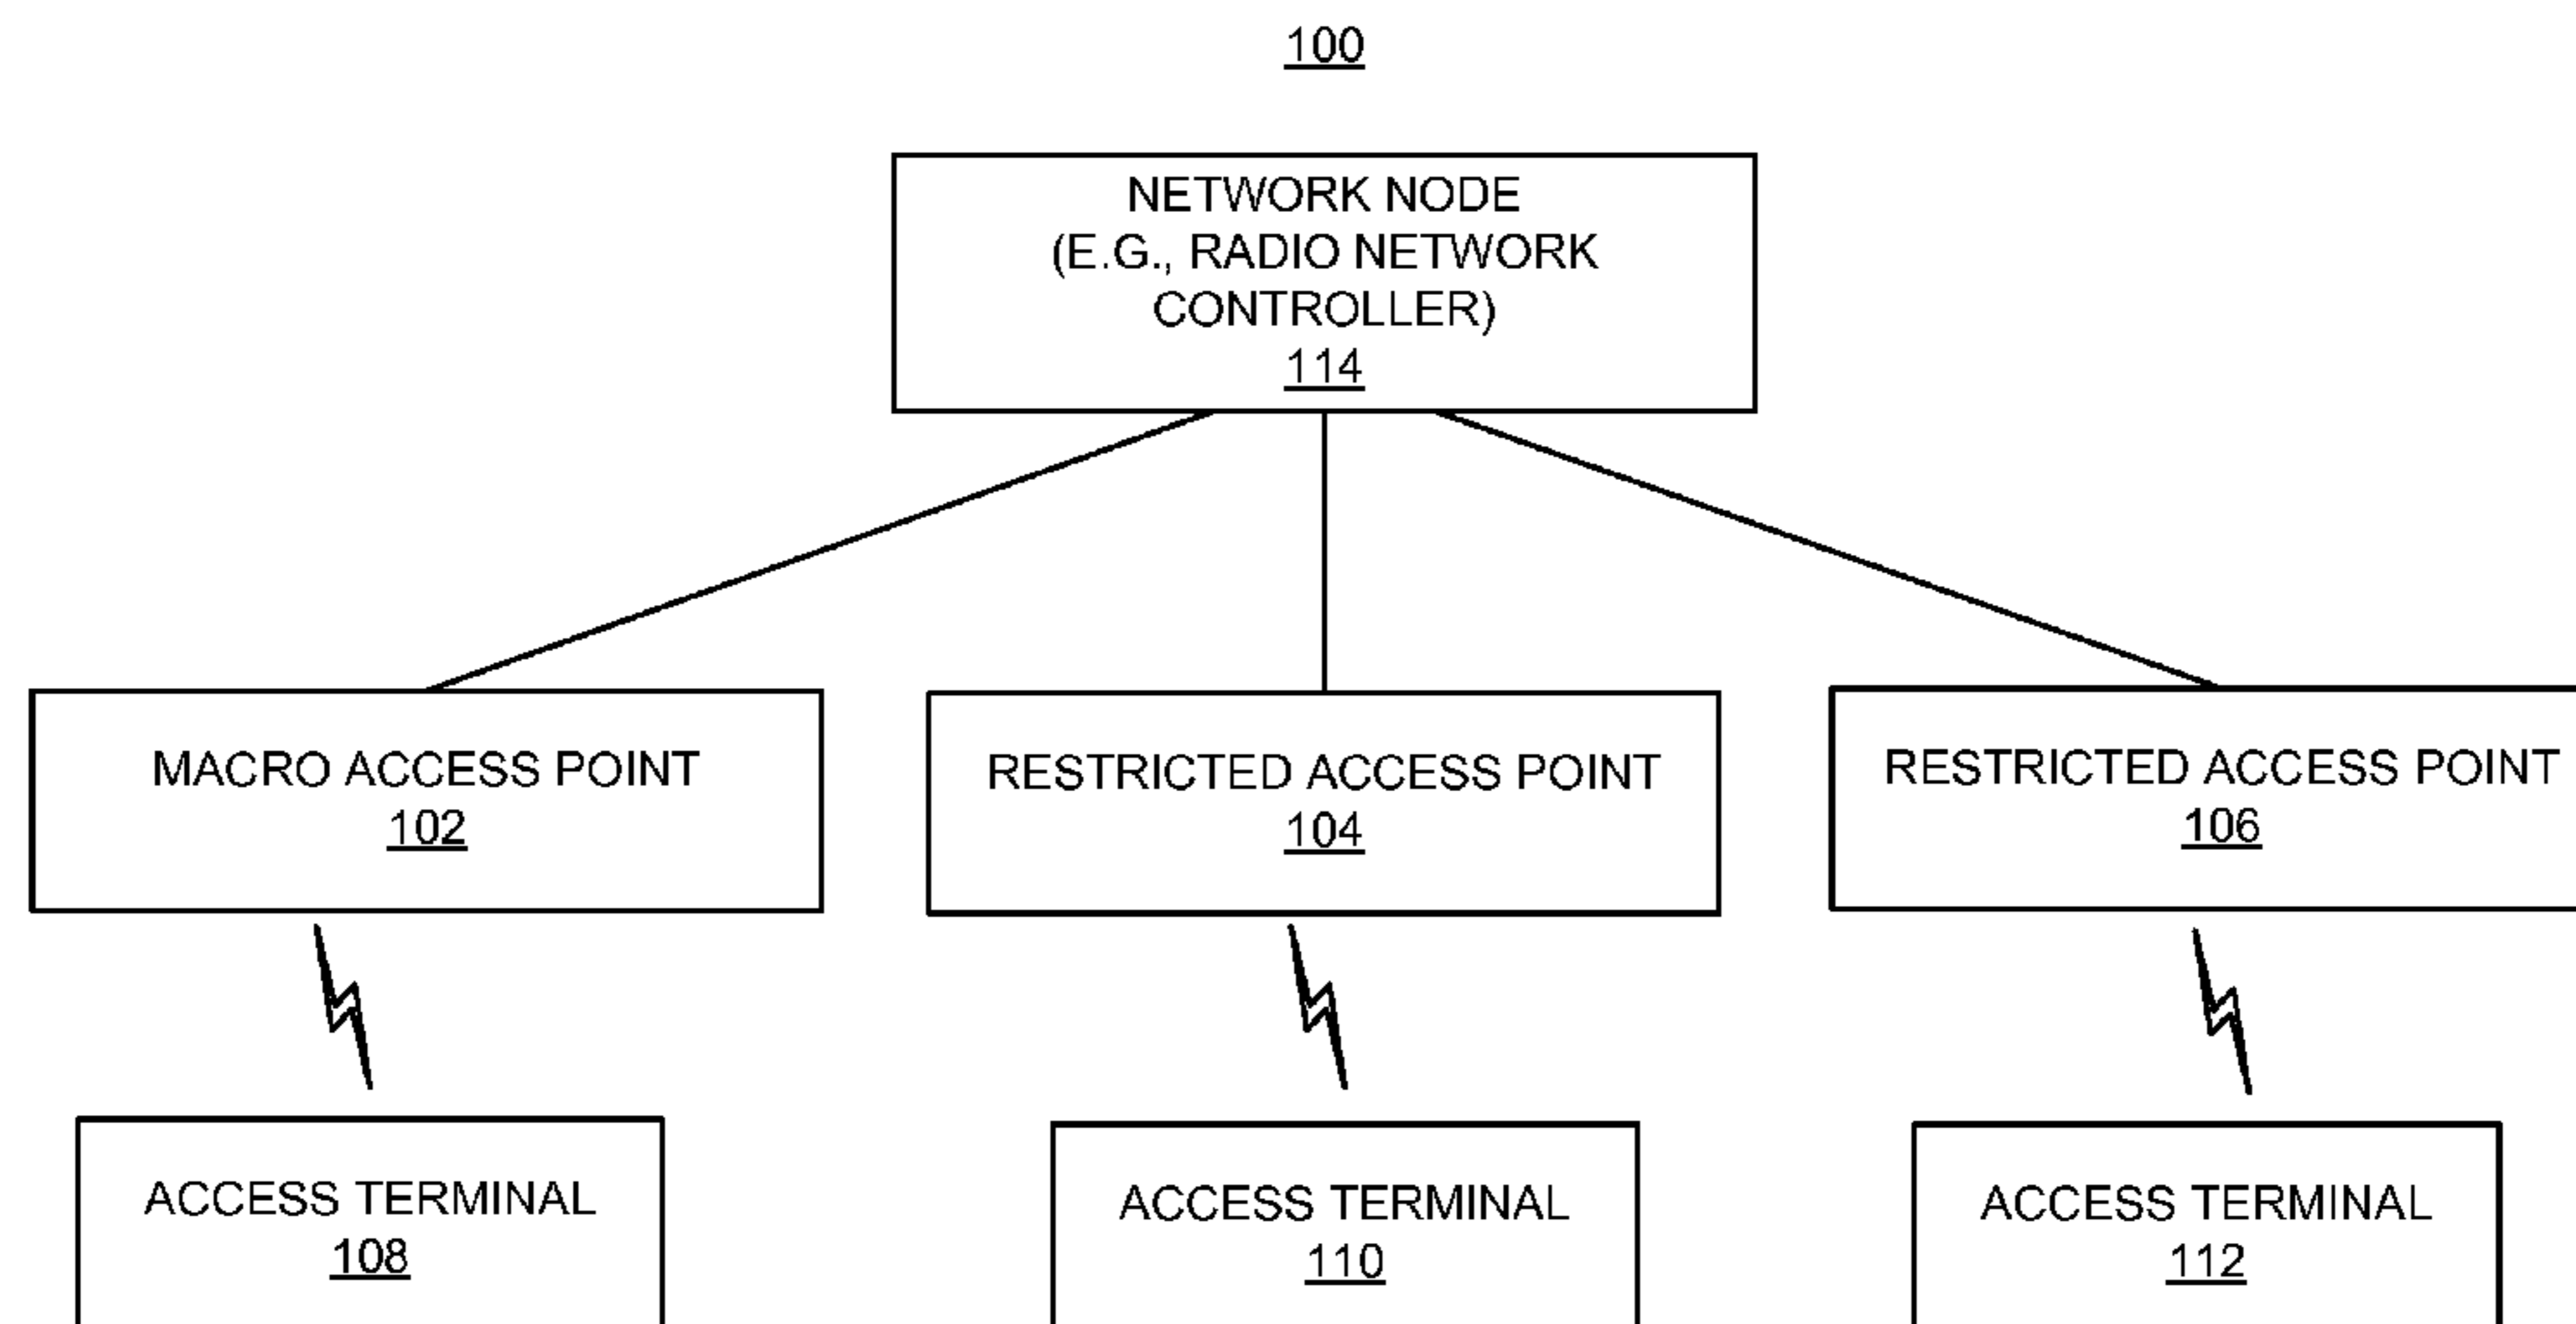 100
NETWORK NODE
(E.G., RADIO NETWORK
CONTROLLER)
114
MACRO ACCESS POINT
102
RESTRICTED ACCESS POINT
104
RESTRICTED ACCESS POINT
106
ACCESS TERMINAL
108
ACCESS TERMINAL
110
ACCESS TERMINAL
112